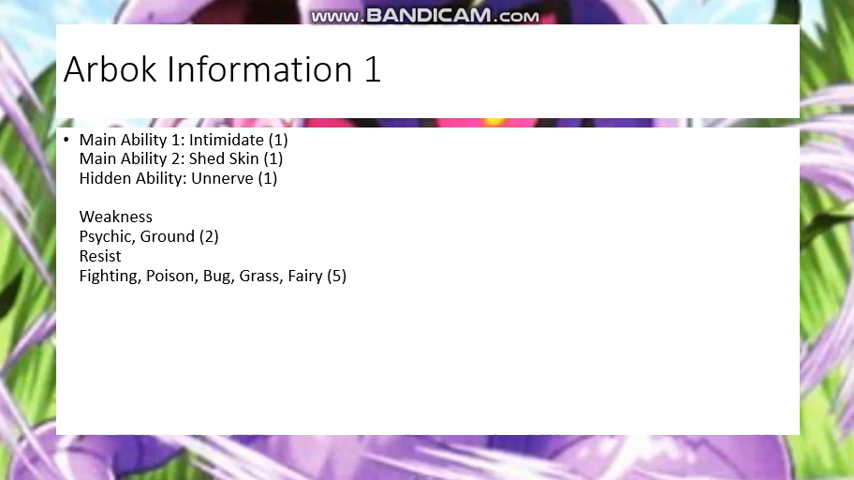 www.BANDICAM.com
Arbok Information 1
• Main Ability 1: Intimidate (1)
Main Ability 2: Shed Skin (1)
Hidden Ability: Unnerve (1)
Weakness
Psychic, Ground (2)
Resist
Fighting, Poison, Bug, Grass, Fairy (5)